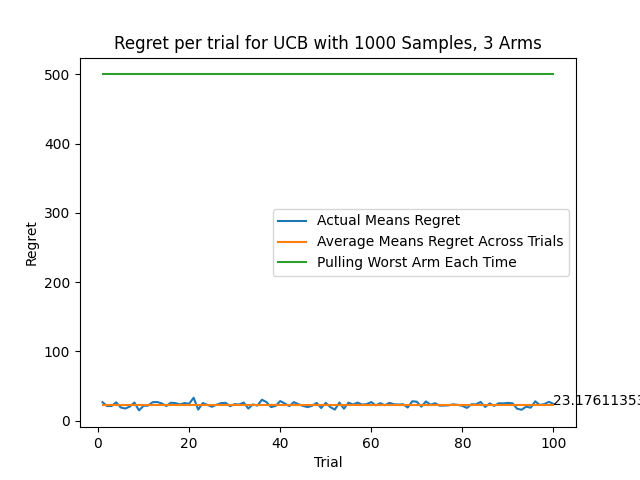 Regret per trial for UCB with 1000 Samples, 3 Arms
500
400
300
200
100
0
Regret
Actual Means Regret
Average Means Regret Across Trials
Pulling Worst Arm Each Time
23.17611353
0
20
40
60
80
100
Trial